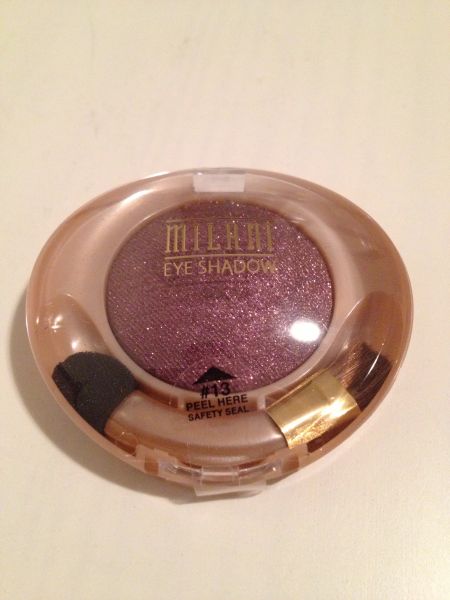 MILANI
EYE SHADOW
#13
PEEL HERE
SAFETY SEAL